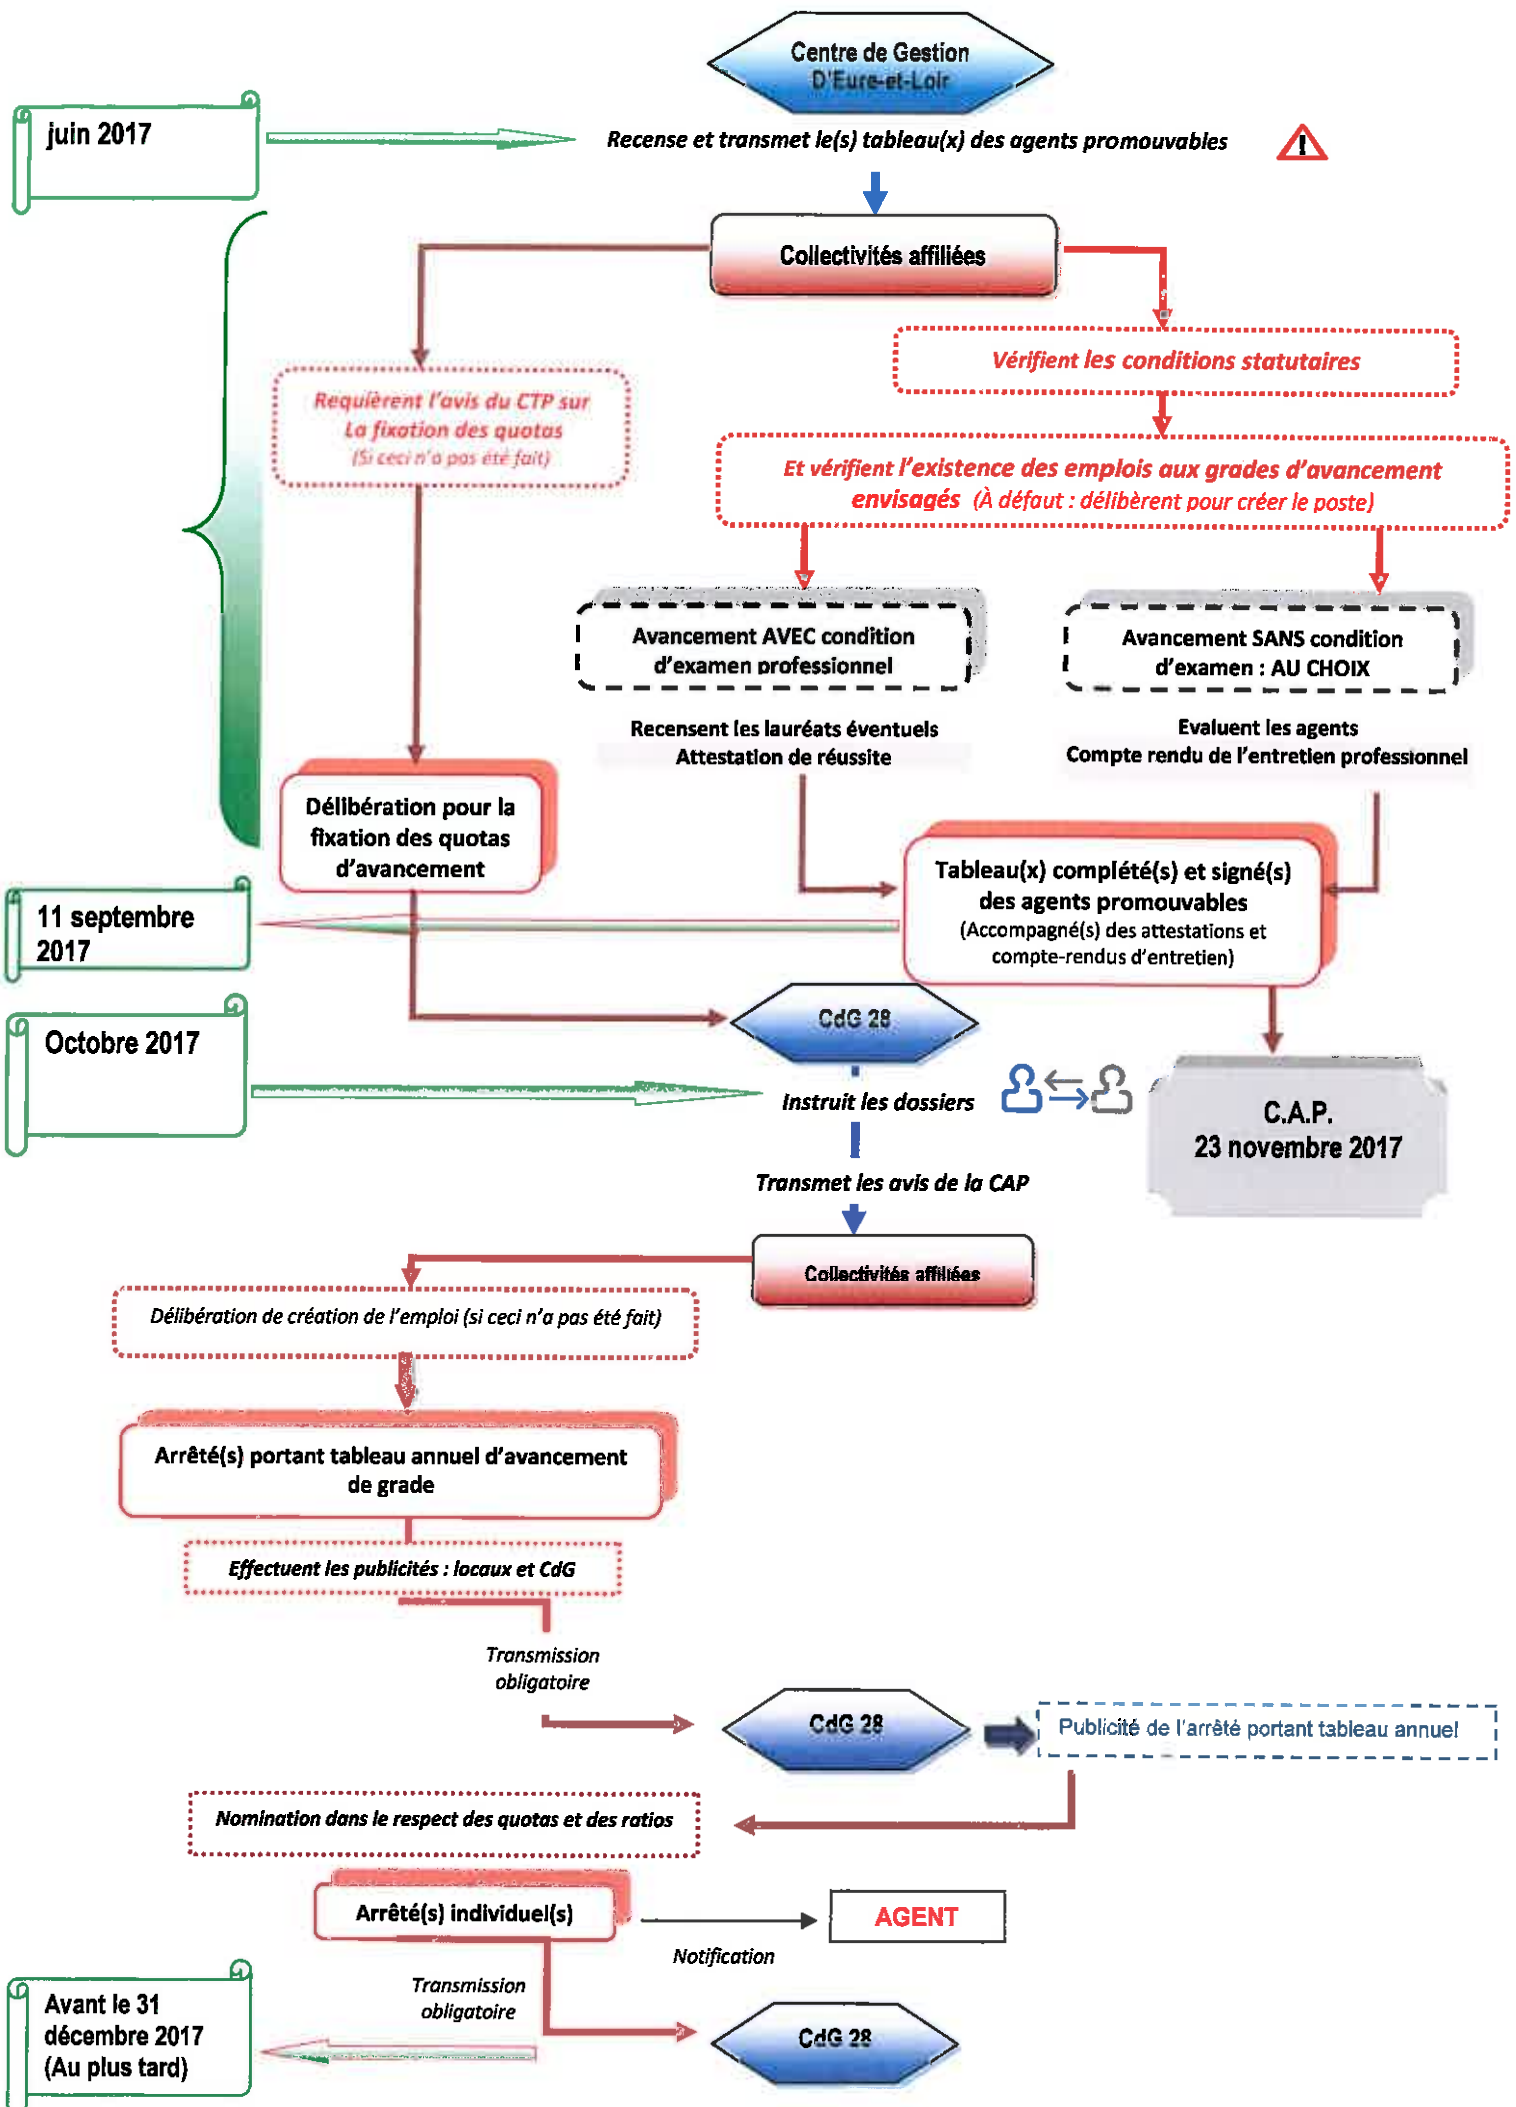 Centre de Gestion
D'Eure-et-Loir
juin 2017
Recense et transmet le(s) tableau(x) des agents promouvables
Collectivités affiliées
Vérifient les conditions statutaires
Requièrent l'avis du CTP sur
La fixation des quotas
(Si ceci n'a pas été fait)
Et vérifient l'existence des emplois aux grades d'avancement
envisagés (À défaut : délibèrent pour créer le poste)
Avancement AVEC condition
d'examen professionnel
Avancement SANS condition
d'examen : AU CHOIX
Recensent les lauréats éventuels
Attestation de réussite
Evaluent les agents
Compte rendu de l'entretien professionnel
Délibération pour la
fixation des quotas
d'avancement
Tableau(x) complété(s) et signé(s)
des agents promouvables
(Accompagné(s) des attestations et
compte-rendus d'entretien)
11 septembre
2017
CdG 28
Octobre 2017
Instruit les dossiers
C.A.P.
23 novembre 2017
Transmet les avis de la CAP
Collectivités affiliées
Délibération de création de l'emploi (si ceci n'a pas été fait)
Arrêté(s) portant tableau annuel d'avancement
de grade
Effectuent les publicités : locaux et CdG
Transmission
obligatoire
CdG 28
Publicité de l'arrêté portant tableau annuel
Nomination dans le respect des quotas et des ratios
Arrêté(s) individuel(s)
AGENT
Notification
Transmission
obligatoire
Avant le 31
décembre 2017
(Au plus tard)
CdG 28